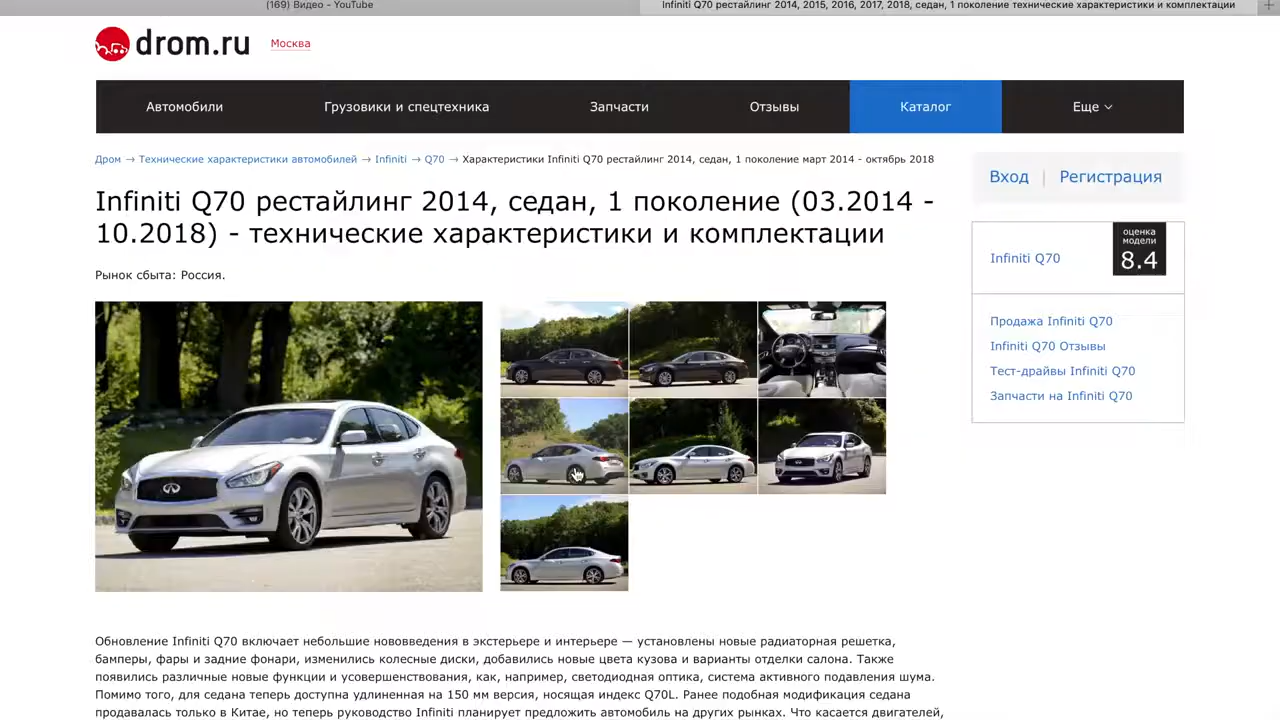 (169) Видео - YouTube
Infiniti Q70 рестайлинг 2014, 2015, 2016, 2017, 2018, седан, 1 поколение технические характеристики и комплектации
drom.ru
Москва
Автомобили
Грузовики и спецтехника
Запчасти
Отзывы
Каталог
Еще
Дром → Технические характеристики автомобилей → Infiniti → Q70 → Характеристики Infiniti Q70 рестайлинг 2014, седан, 1 поколение март 2014 - октябрь 2018
Вход | Регистрация
Infiniti Q70 рестайлинг 2014, седан, 1 поколение (03.2014 -
10.2018) - технические характеристики и комплектации
Рынок сбыта: Россия.
Infiniti Q70
оценка
модели
8.4
Продажа Infiniti Q70
Infiniti Q70 Отзывы
Тест-драйвы Infiniti Q70
Запчасти на Infiniti Q70
Обновление Infiniti Q70 включает небольшие нововведения в экстерьере и интерьере — установлены новые радиаторная решетка,
бамперы, фары и задние фонари, изменились колесные диски, добавились новые цвета кузова и варианты отделки салона. Также
появились различные новые функции и усовершенствования, как, например, светодиодная оптика, система активного подавления шума.
Помимо того, для седана теперь доступна удлиненная на 150 мм версия, носящая индекс Q70L. Ранее подобная модификация седана
продавалась только в Китае, но теперь руководство Infiniti планирует предложить автомобиль на других рынках. Что касается двигателей,